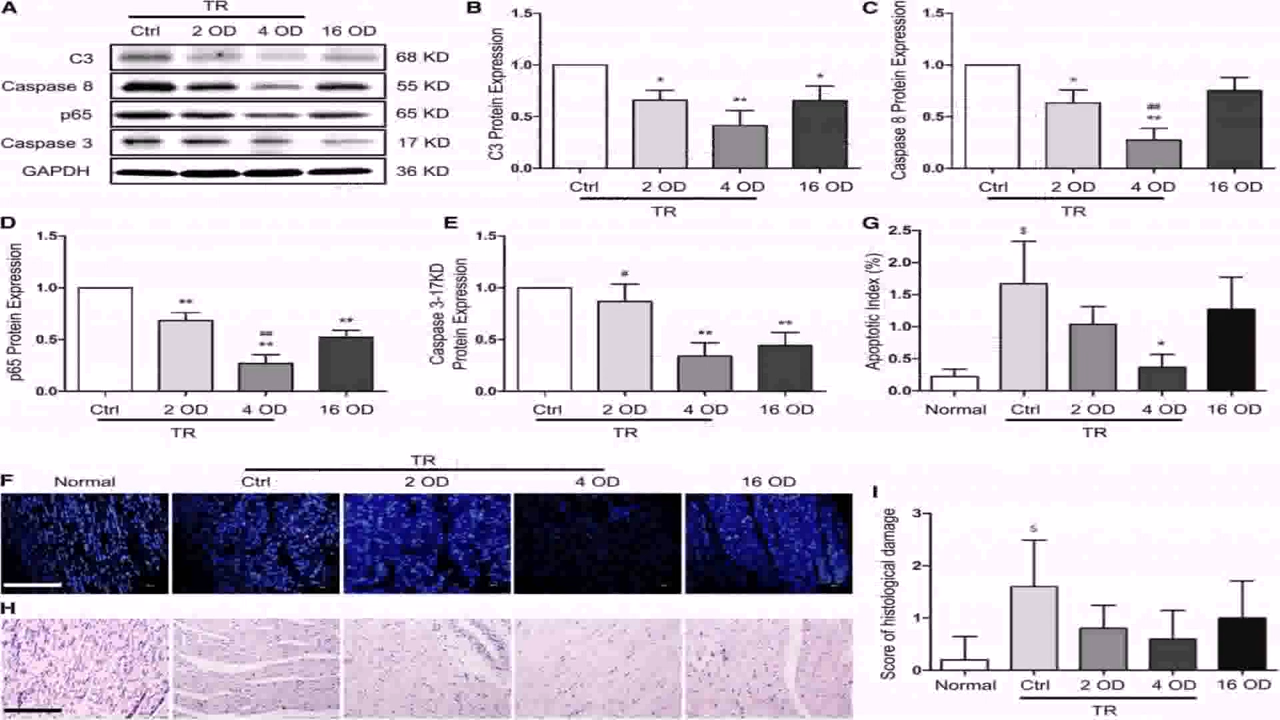 A
TR
Ctrl 2 OD 4 OD 16 OD
C3 68 KD
Caspase 8 55 KD
p65 65 KD
Caspase 3 17 KD
GAPDH 36 KD
B
C3 Protein Expression
1.5
1.0
0.5
0.0
* ** *
Ctrl 2 OD 4 OD 16 OD
TR
C
Caspase 8 Protein Expression
1.5
1.0
0.5
0.0
* ## **
Ctrl 2 OD 4 OD 16 OD
TR
D
p65 Protein Expression
1.5
1.0
0.5
0.0
** ## ** **
Ctrl 2 OD 4 OD 16 OD
TR
E
Caspase 3-17KD
Protein Expression
1.5
1.0
0.5
0.0
# ** **
Ctrl 2 OD 4 OD 16 OD
TR
G
Apoptotic Index (%)
2.5
2.0
1.5
1.0
0.5
0.0
$ *
Normal Ctrl 2 OD 4 OD 16 OD
TR
F
TR
Normal Ctrl 2 OD 4 OD 16 OD
H
I
Score of histological damage
3
2
1
0
$
Normal Ctrl 2 OD 4 OD 16 OD
TR